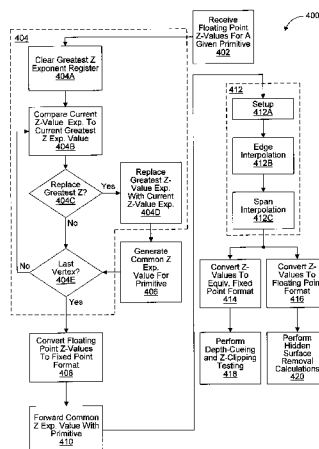 400
Receive
Floating Point
Z-Values For A
Given Primitive
402
404
Clear Greatest Z
Exponent Register
404A
Compare Current
Z-Value Exp. To
Current Greatest
Z Exp. Value
404B
Replace
Greatest Z?
404C
Yes
No
Replace
Greatest Z-
Value Exp.
With Current
Z-Value Exp.
404D
Generate
Common Z
Exp.
Value For
Primitive
406
Last
Vertex?
404E
No
Yes
Convert Floating
Point Z-Values
To Fixed Point
Format
408
Forward Common
Z Exp. Value With
Primitive
410
412
Setup
412A
Edge
Interpolation
412B
Span
Interpolation
412C
Convert Z-
Values To
Equiv. Fixed
Point Format
414
Convert Z-
Values To
Floating Point
Format
416
Perform
Depth-Cueing
and Z-Clipping
Testing
418
Perform
Hidden
Surface
Removal
Calculations
420